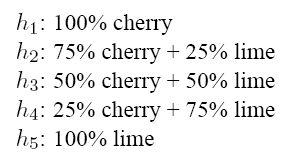 h1: 100% cherry
h2: 75% cherry + 25% lime
h3: 50% cherry + 50% lime
h4: 25% cherry + 75% lime
h5: 100% lime